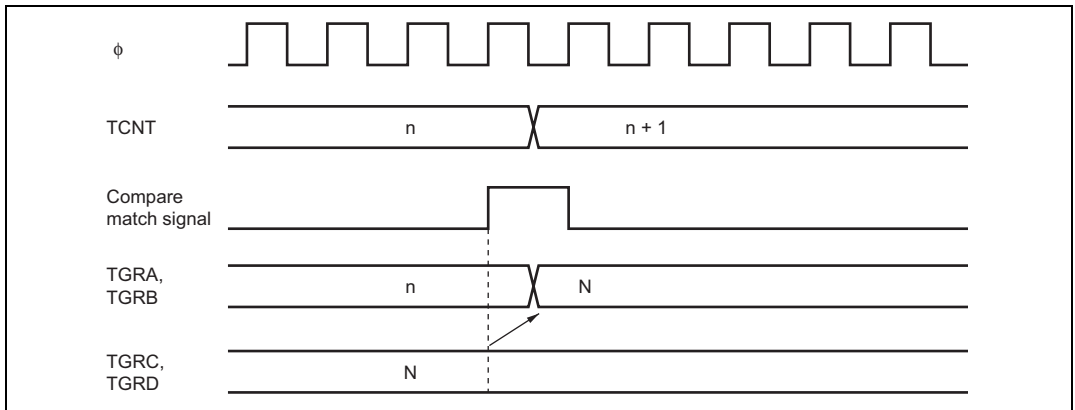 ϕ
TCNT
n
n + 1
Compare
match signal
TGRA,
TGRB
n
N
TGRC,
TGRD
N